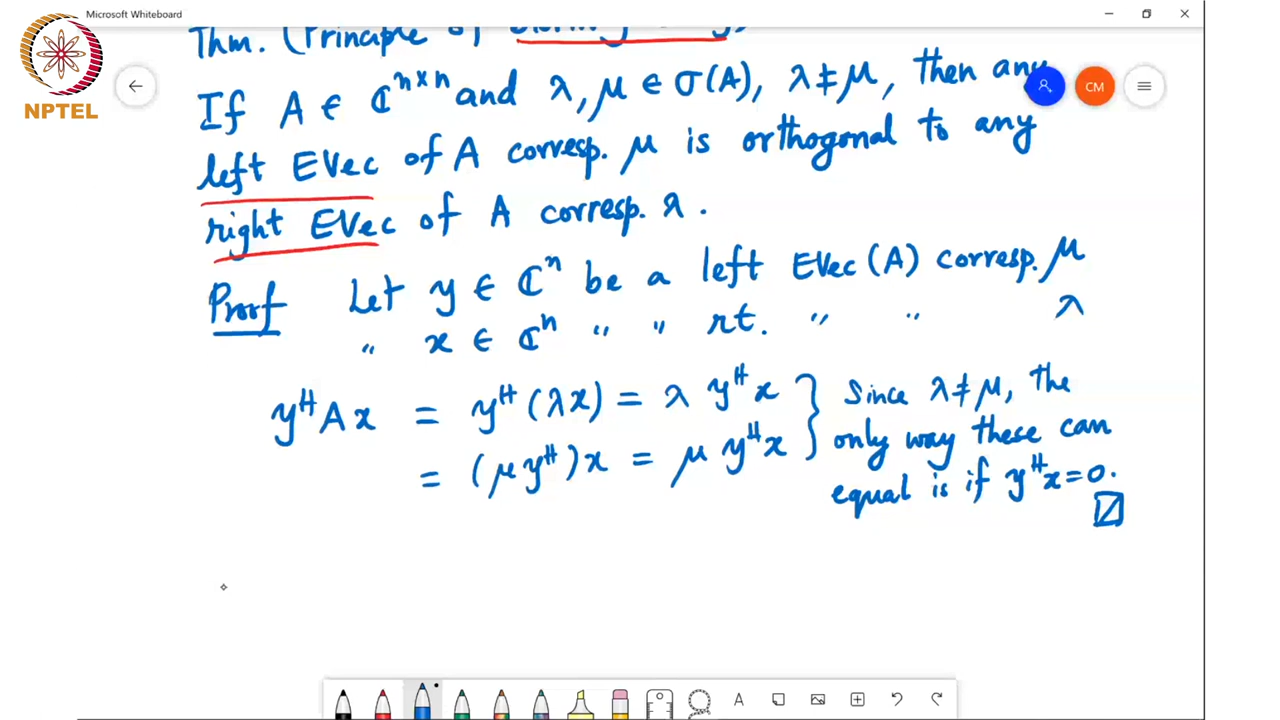 Microsoft Whiteboard
NPTEL
CM
Thm. (Principle of
If A ∈ ℂ^{n×n} and λ, μ ∈ σ(A), λ ≠ μ, then any
left EVec of A corresp. μ is orthogonal to any
right EVec of A corresp. λ.
Proof Let y ∈ ℂ^n be a left EVec (A) corresp. μ
" x ∈ ℂ^n " " rt. " " λ
y^H A x = y^H (λx) = λ y^H x } Since λ ≠ μ, the
only way these can
= (μ y^H) x = μ y^H x
equal is if y^H x = 0.
A